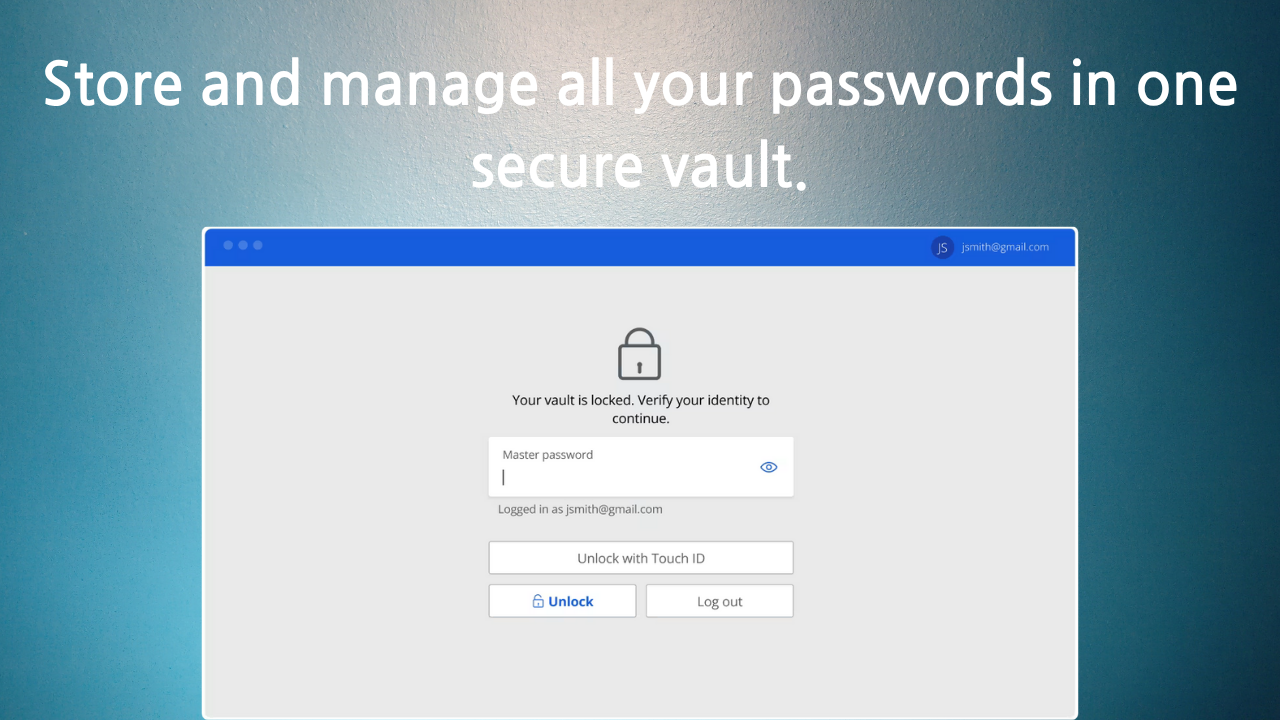 Store and manage all your passwords in one
secure vault.
JS jsmith@gmail.com
Your vault is locked. Verify your identity to
continue.
Master password
Logged in as jsmith@gmail.com
Unlock with Touch ID
Unlock
Log out